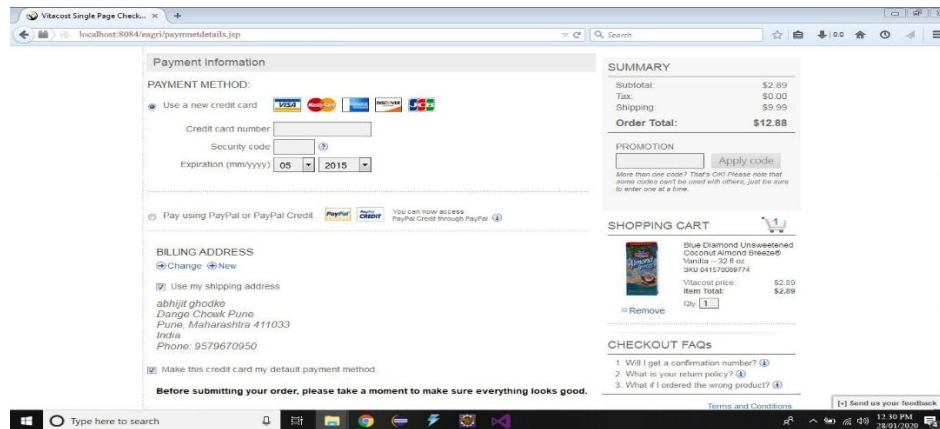 Vitacost Single Page Check...
localhost:8084/eagri/paymnetdetails.jsp
Search
0.0
Payment Information
PAYMENT METHOD:
Use a new credit card VISA MasterCard DISCOVER JCB
Credit card number
Security code
Expiration (mm/yyyy) 05 2015
Pay using PayPal or PayPal Credit PayPal PayPal CREDIT You can now access
PayPal Credit through PayPal
BILLING ADDRESS
Change New
Use my shipping address
abhijit ghodke
Dange Chowk Pune
Pune, Maharashtra 411033
India
Phone: 9579670950
Make this credit card my default payment method.
Before submitting your order, please take a moment to make sure everything looks good.
SUMMARY
Subtotal: $2.89
Tax: $0.00
Shipping: $9.99
Order Total: $12.88
PROMOTION
Apply code
More than one code? That's OK! Please note that
some codes can't be used with others, just be sure
to enter one at a time.
SHOPPING CART 1
Blue Diamond Unsweetened
Coconut Almond Breeze®
Vanilla -- 32 fl oz
SKU 041570089774
Vitacost price: $2.89
Item Total: $2.89
Qty 1
Almond
Breeze
Remove
CHECKOUT FAQs
1. Will I get a confirmation number?
2. What is your return policy?
3. What if I ordered the wrong product?
Terms and Conditions
[+] Send us your feedback
Type here to search
12:30 PM
28/01/2020